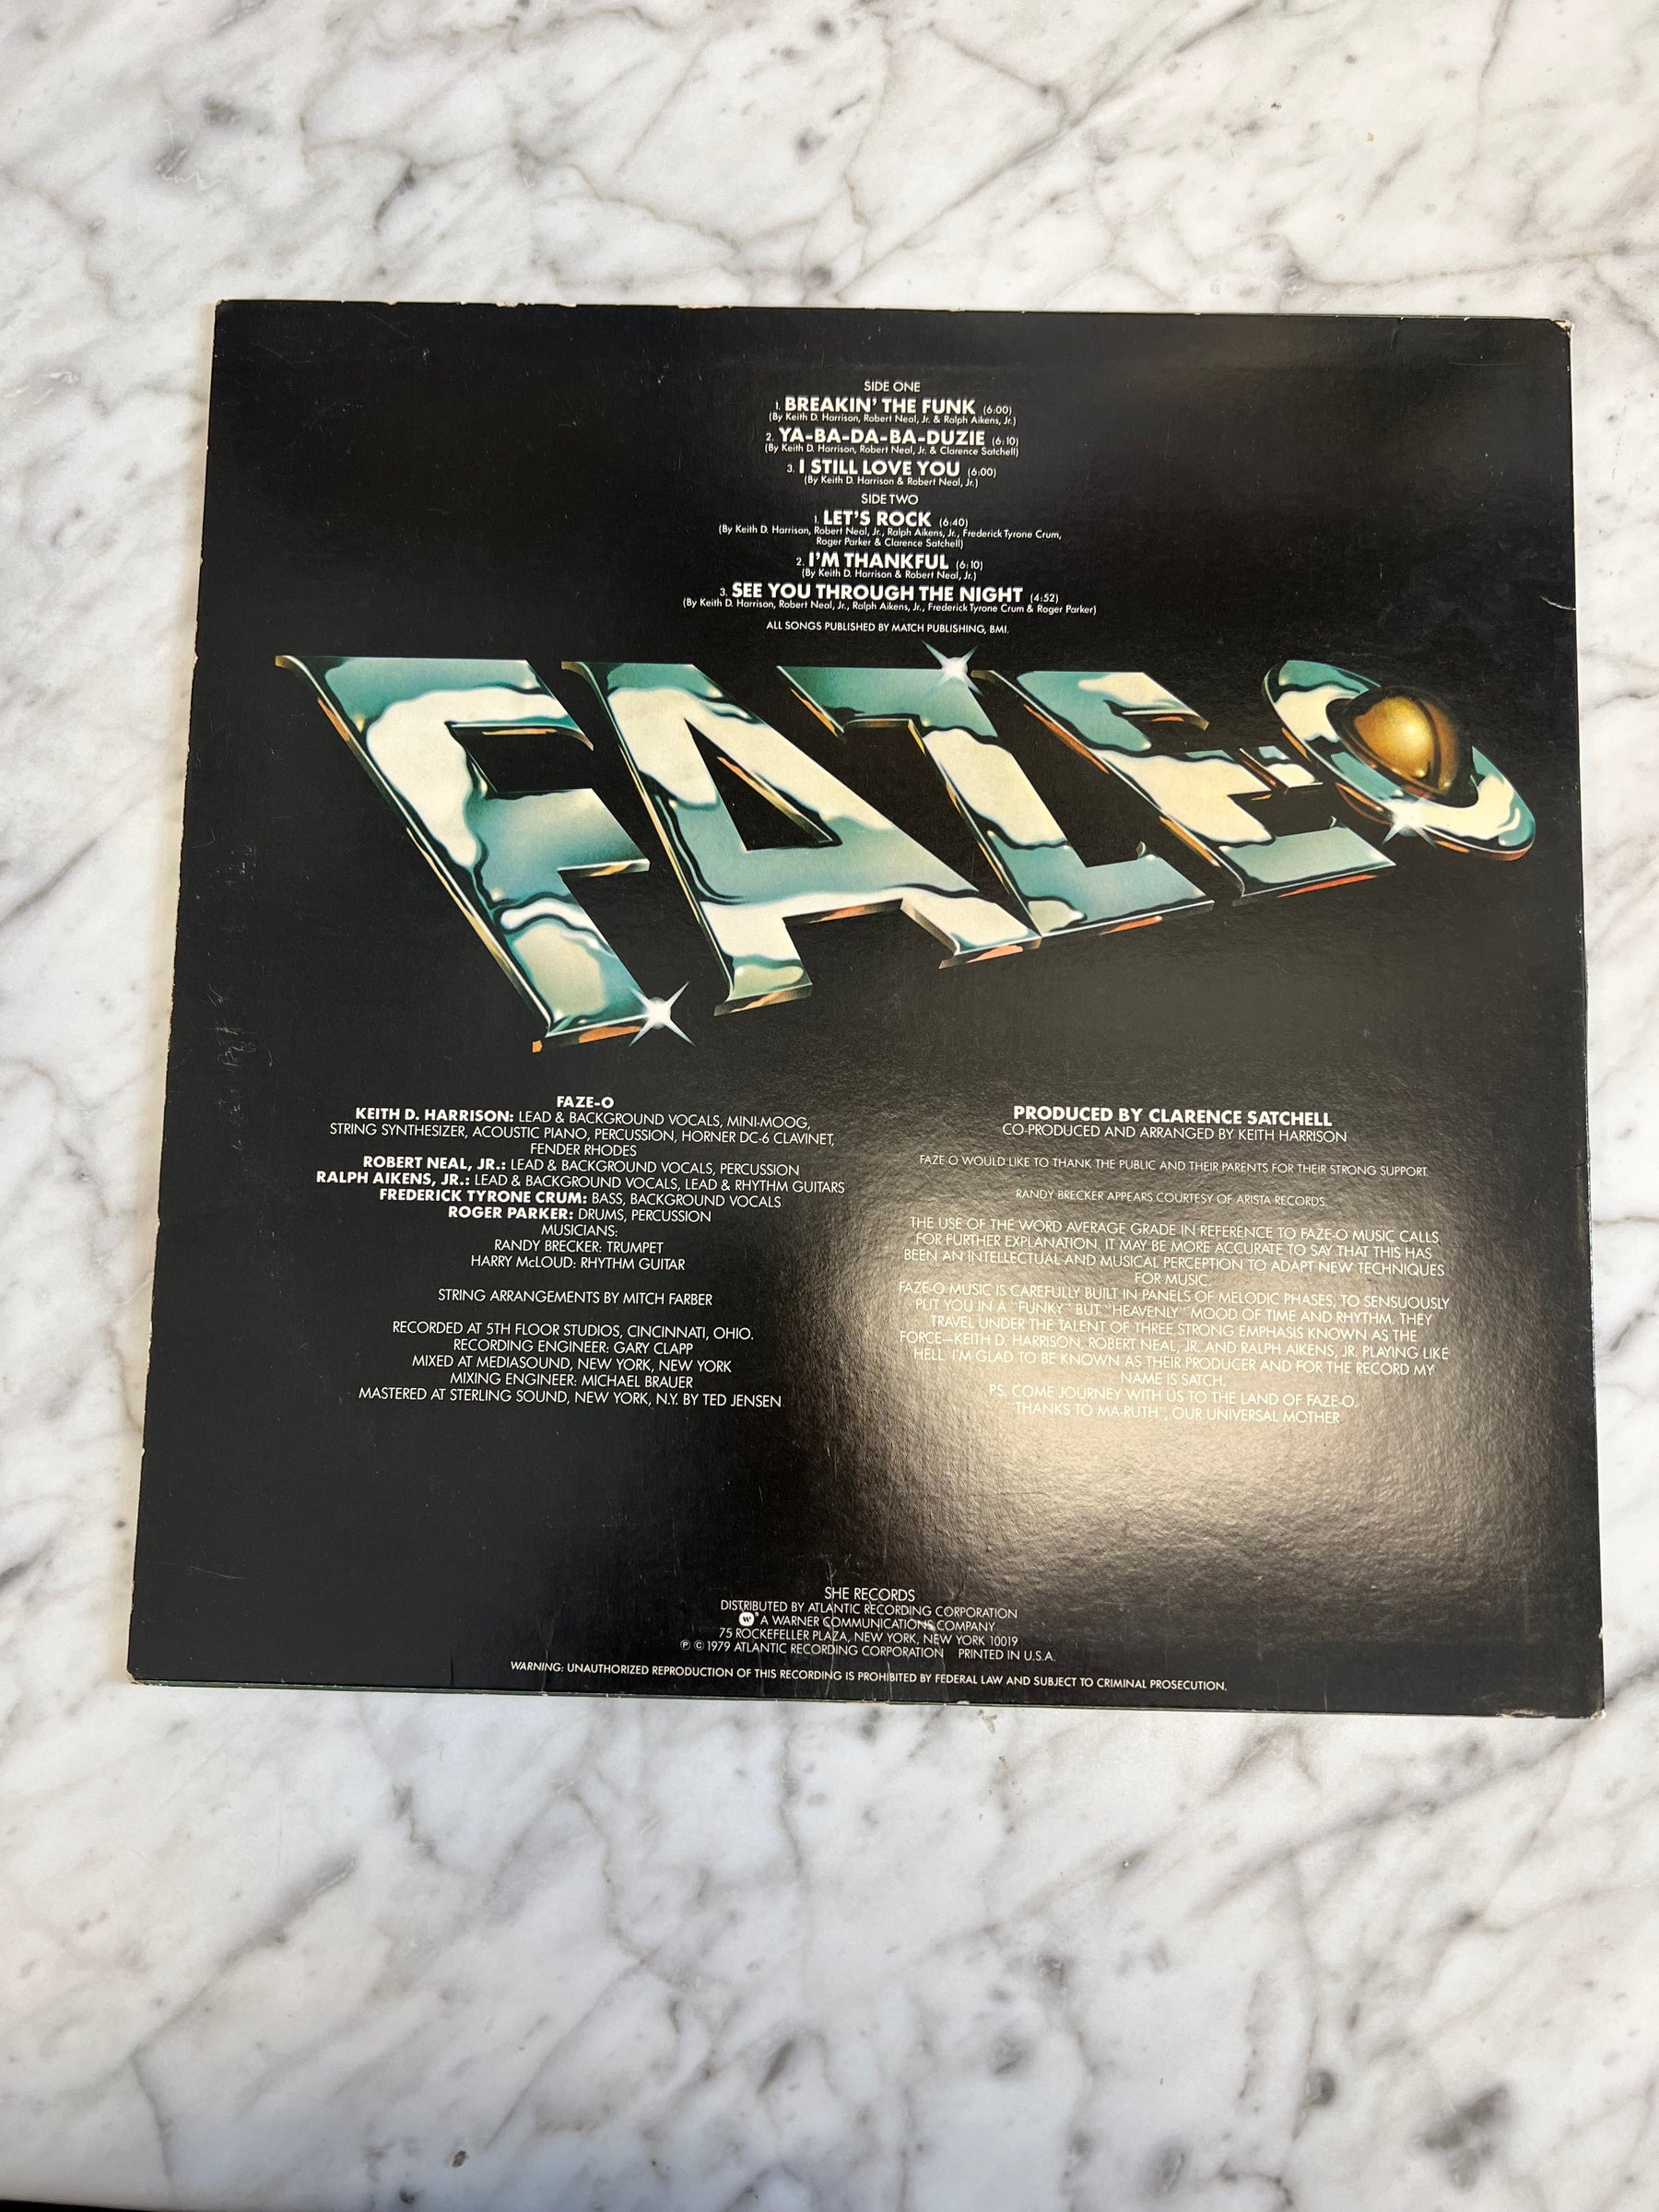 SIDE ONE
1. BREAKIN' THE FUNK (6:00)
(By Keith D. Harrison, Robert Neal, Jr. & Ralph Aikens, Jr.)
2. YA-BA-DA-BA-DUZIE (6:10)
(By Keith D. Harrison, Robert Neal, Jr. & Clarence Satchell)
3. I STILL LOVE YOU (6:00)
(By Keith D. Harrison & Robert Neal, Jr.)
SIDE TWO
1. LET'S ROCK (6:40)
(By Keith D. Harrison, Robert Neal, Jr., Ralph Aikens, Jr., Frederick Tyrone Crum,
Roger Parker & Clarence Satchell)
2. I'M THANKFUL (6:10)
(By Keith D. Harrison & Robert Neal, Jr.)
3. SEE YOU THROUGH THE NIGHT (4:52)
(By Keith D. Harrison, Robert Neal, Jr., Ralph Aikens, Jr., Frederick Tyrone Crum & Roger Parker)
ALL SONGS PUBLISHED BY MATCH PUBLISHING, BMI.
FAZE-O
FAZE-O
KEITH D. HARRISON: LEAD & BACKGROUND VOCALS, MINI-MOOG,
STRING SYNTHESIZER, ACOUSTIC PIANO, PERCUSSION, HORNER DC-6 CLAVINET,
FENDER RHODES
ROBERT NEAL, JR.: LEAD & BACKGROUND VOCALS, PERCUSSION
RALPH AIKENS, JR.: LEAD & BACKGROUND VOCALS, LEAD & RHYTHM GUITARS
FREDERICK TYRONE CRUM: BASS, BACKGROUND VOCALS
ROGER PARKER: DRUMS, PERCUSSION
MUSICIANS:
RANDY BRECKER: TRUMPET
HARRY McLOUD: RHYTHM GUITAR
STRING ARRANGEMENTS BY MITCH FARBER
RECORDED AT 5TH FLOOR STUDIOS, CINCINNATI, OHIO.
RECORDING ENGINEER: GARY CLAPP
MIXED AT MEDIASOUND, NEW YORK, NEW YORK
MIXING ENGINEER: MICHAEL BRAUER
MASTERED AT STERLING SOUND, NEW YORK, N.Y. BY TED JENSEN
PRODUCED BY CLARENCE SATCHELL
CO-PRODUCED AND ARRANGED BY KEITH HARRISON
FAZE-O WOULD LIKE TO THANK THE PUBLIC AND THEIR PARENTS FOR THEIR STRONG SUPPORT.
RANDY BRECKER APPEARS COURTESY OF ARISTA RECORDS.
THE USE OF THE WORD AVERAGE GRADE IN REFERENCE TO FAZE-O MUSIC CALLS
FOR FURTHER EXPLANATION. IT MAY BE MORE ACCURATE TO SAY THAT THIS HAS
BEEN AN INTELLECTUAL AND MUSICAL PERCEPTION TO ADAPT NEW TECHNIQUES
FOR MUSIC.
FAZE-O MUSIC IS CAREFULLY BUILT IN PANELS OF MELODIC PHASES, TO SENSUOUSLY
PUT YOU IN A "FUNKY" BUT "HEAVENLY" MOOD OF TIME AND RHYTHM. THEY
TRAVEL UNDER THE TALENT OF THREE STRONG EMPHASIS KNOWN AS THE
FORCE—KEITH D. HARRISON, ROBERT NEAL, JR. AND RALPH AIKENS, JR. PLAYING LIKE
HELL. I'M GLAD TO BE KNOWN AS THEIR PRODUCER AND FOR THE RECORD MY
NAME IS SATCH.
P.S. COME JOURNEY WITH US TO THE LAND OF FAZE-O.
"THANKS TO MA-RUTH", OUR UNIVERSAL MOTHER
SHE RECORDS
DISTRIBUTED BY ATLANTIC RECORDING CORPORATION
W ® A WARNER COMMUNICATIONS COMPANY
75 ROCKEFELLER PLAZA, NEW YORK, NEW YORK 10019
℗ © 1979 ATLANTIC RECORDING CORPORATION PRINTED IN U.S.A.
WARNING: UNAUTHORIZED REPRODUCTION OF THIS RECORDING IS PROHIBITED BY FEDERAL LAW AND SUBJECT TO CRIMINAL PROSECUTION.